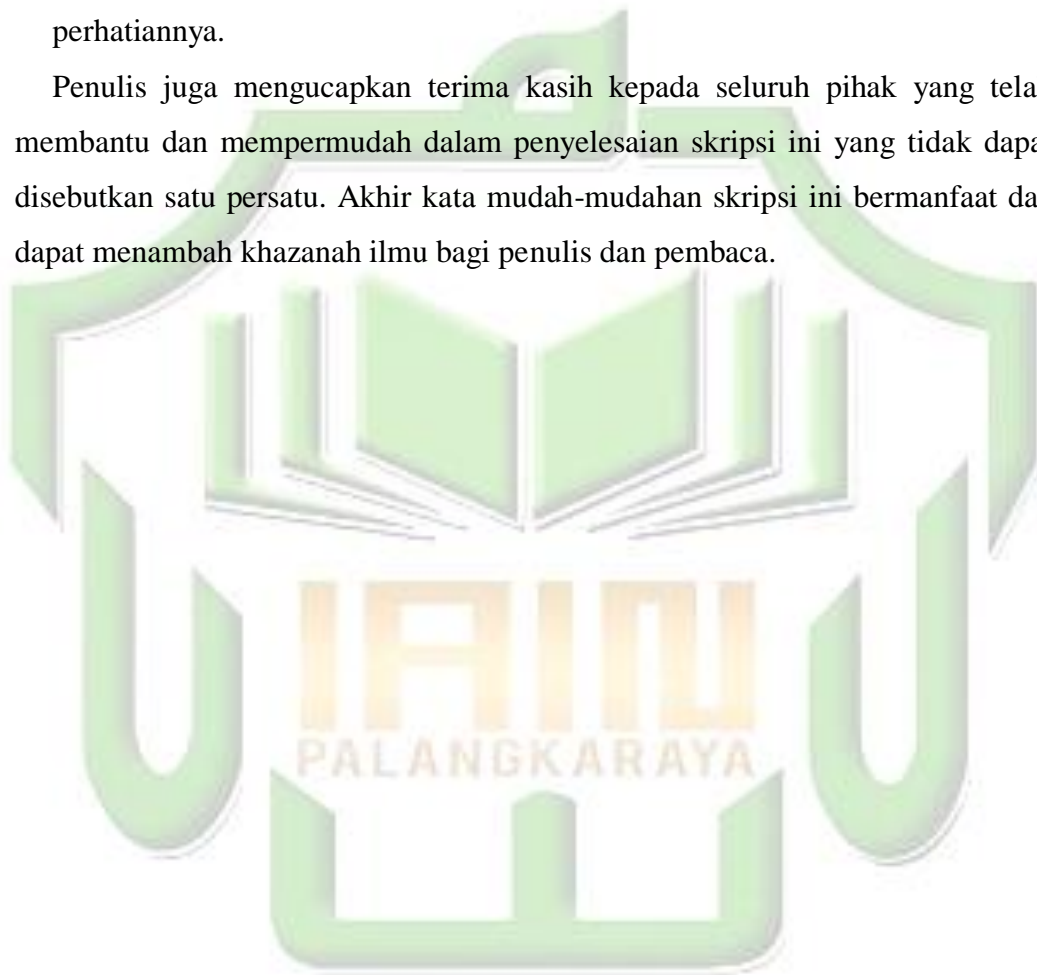 perhatiannya.
Penulis juga mengucapkan terima kasih kepada seluruh pihak yang tela
membantu dan mempermudah dalam penyelesaian skripsi ini yang tidak dapa
disebutkan satu persatu. Akhir kata mudah-mudahan skripsi ini bermanfaat da
dapat menambah khazanah ilmu bagi penulis dan pembaca.
IAIN
PALANGKARAYA